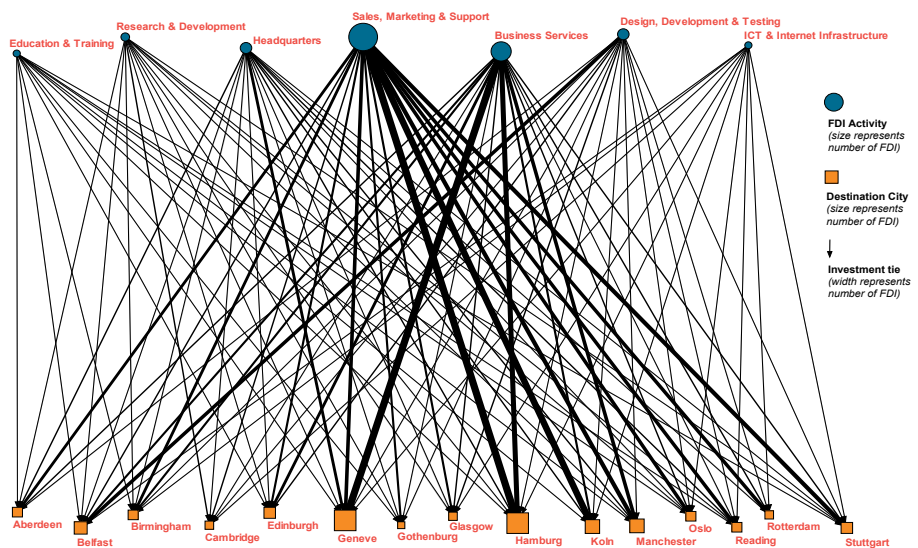 Sales, Marketing & Support
Research & Development
Design, Development & Testing
Education & Training
Headquarters
Business Services
ICT & Internet Infrastructure
FDI Activity
(size represents
number of FDI)
Destination City
(size represents
number of FDI)
Investment tie
(width represents
number of FDI)
Aberdeen
Belfast
Birmingham
Cambridge
Edinburgh
Geneve
Gothenburg
Glasgow
Hamburg
Koln
Manchester
Oslo
Reading
Rotterdam
Stuttgart